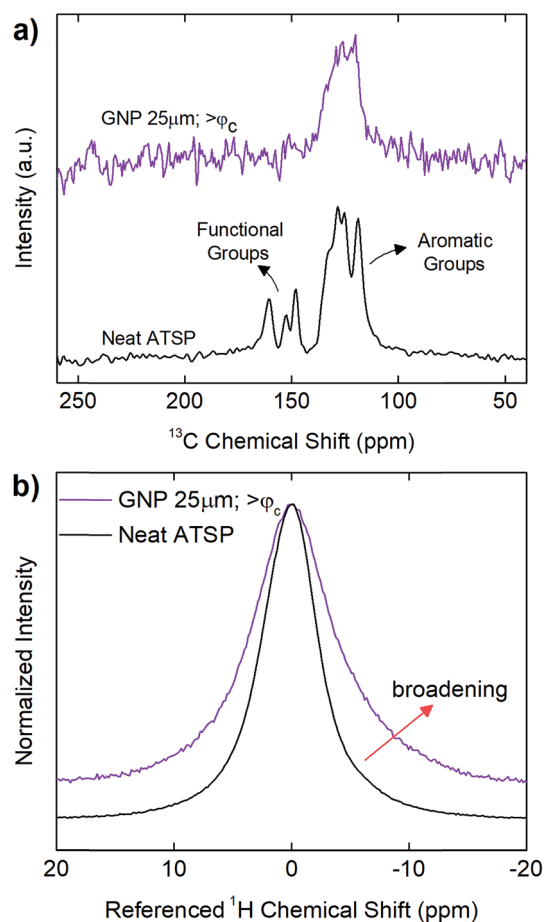 a)
GNP 25μm; >φc
Functional
Groups
Aromatic
Groups
Neat ATSP
Intensity (a.u.)
250 200 150 100 50
¹³C Chemical Shift (ppm)
b)
GNP 25μm; >φc
Neat ATSP
broadening
Normalized Intensity
20 10 0 -10 -20
Referenced ¹H Chemical Shift (ppm)